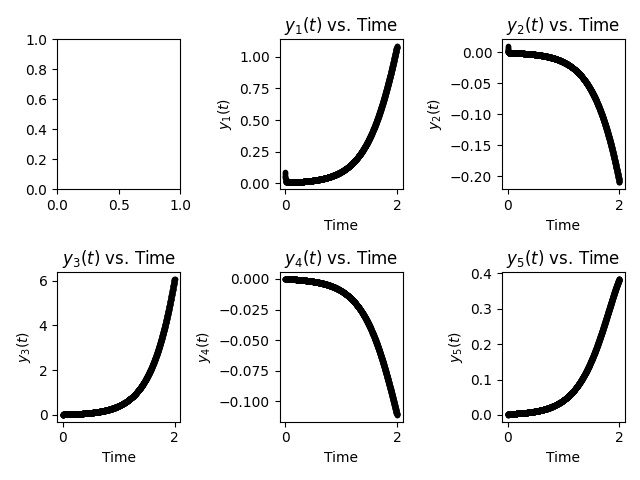 1.0
0.8
0.6
0.4
0.2
0.0
0.0 0.5 1.0
y₁(t) vs. Time
1.00
0.75
0.50
0.25
0.00
y₁(t)
0 2
Time
y₂(t) vs. Time
0.00
−0.05
−0.10
−0.15
−0.20
y₂(t)
0 2
Time
y₃(t) vs. Time
6
4
2
0
y₃(t)
0 2
Time
y₄(t) vs. Time
0.000
−0.025
−0.050
−0.075
−0.100
y₄(t)
0 2
Time
y₅(t) vs. Time
0.4
0.3
0.2
0.1
0.0
y₅(t)
0 2
Time